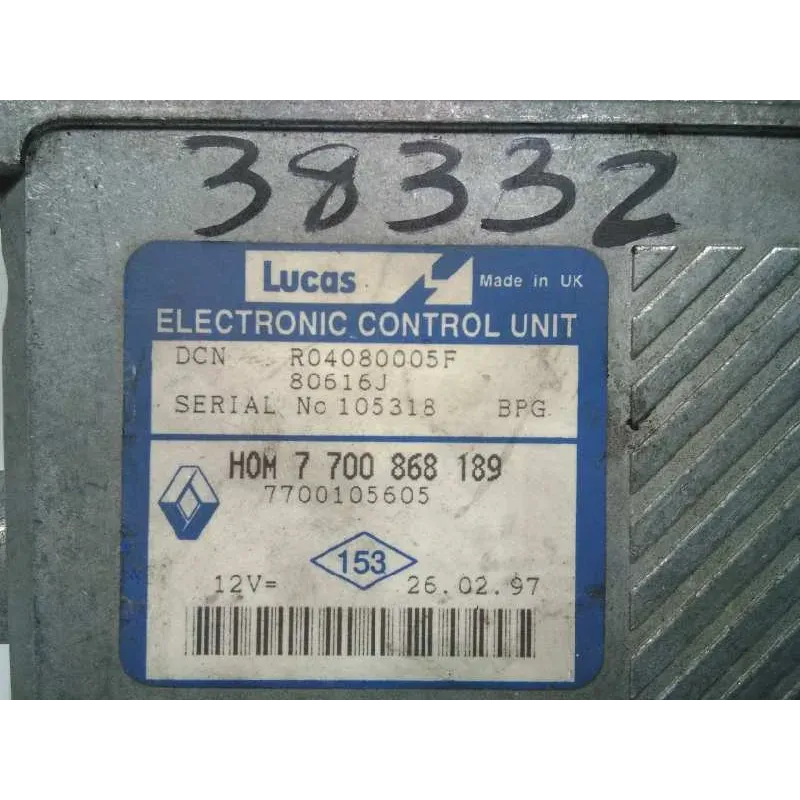 38332
Lucas Made in UK
ELECTRONIC CONTROL UNIT
DCN R04080005F
80616J
SERIAL No 105318 BPG
HOM 7 700 868 189
7700105605
153
12V= 26.02.97